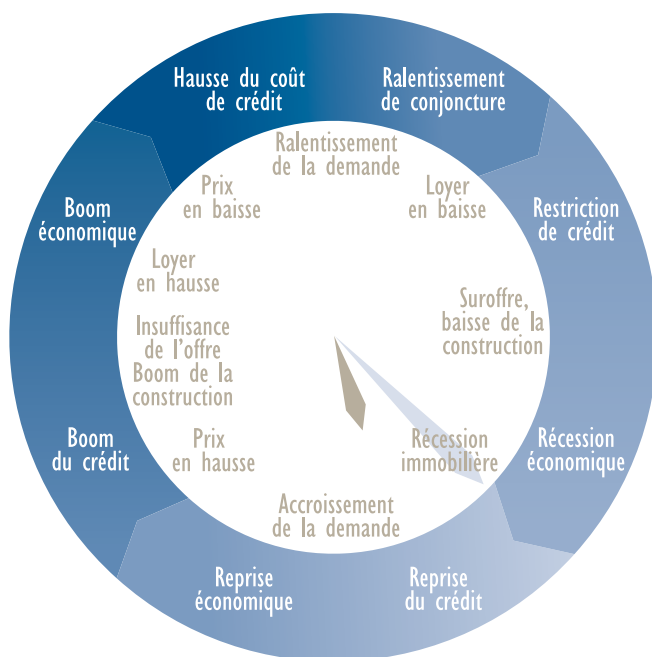 Hausse du coût
de crédit
Ralentissement
de conjoncture
Restriction
de crédit
Récession
économique
Reprise
du crédit
Reprise
économique
Boom
du crédit
Boom
économique
Ralentissement
de la demande
Loyer
en baisse
Suroffre,
baisse de la
construction
Récession
immobilière
Accroissement
de la demande
Prix
en hausse
Insuffisance
de l'offre
Boom de la
construction
Loyer
en hausse
Prix
en baisse